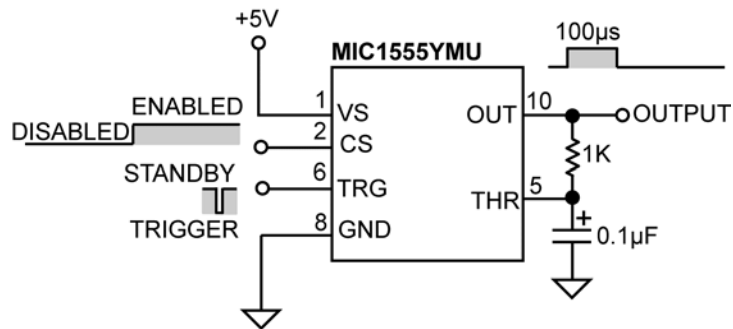 +5V
MIC1555YMU
100µs
ENABLED
DISABLED
1
VS
OUT
10
OUTPUT
2
CS
1K
STANDBY
6
TRG
THR
5
TRIGGER
8
GND
+
0.1µF